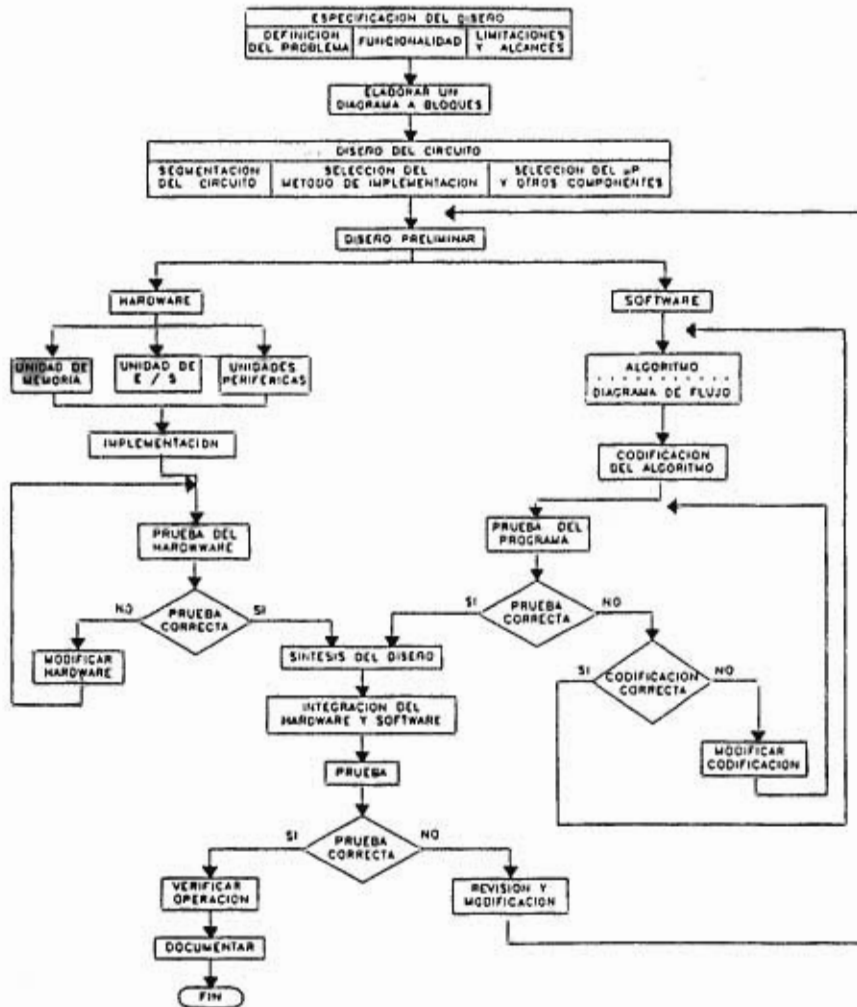 ESPECIFICACION DEL DISEÑO
DEFINICION
DEL PROBLEMA
FUNCIONALIDAD
LIMITACIONES
Y ALCANCES
ELABORAR UN
DIAGRAMA A BLOQUES
DISEÑO DEL CIRCUITO
SEGMENTACION
DEL CIRCUITO
SELECCION DEL
METODO DE IMPLEMENTACION
SELECCION DEL µP
Y OTROS COMPONENTES
DISEÑO PRELIMINAR
HARDWARE
SOFTWARE
UNIDAD DE
MEMORIA
UNIDAD DE
E / S
UNIDADES
PERIFERICAS
ALGORITMO
DIAGRAMA DE FLUJO
IMPLEMENTACION
CODIFICACION
DEL ALGORITMO
PRUEBA DEL
HARDWWARE
PRUEBA DEL
PROGRAMA
NO
PRUEBA
CORRECTA
SI
SI
PRUEBA
CORRECTA
NO
MODIFICAR
HARDWARE
SINTESIS DEL DISEÑO
SI
CODIFICACION
CORRECTA
NO
INTEGRACION DEL
HARDWARE Y SOFTWARE
MODIFICAR
CODIFICACION
PRUEBA
SI
PRUEBA
CORRECTA
NO
VERIFICAR
OPERACION
REVISION Y
MODIFICACION
DOCUMENTAR
FIN